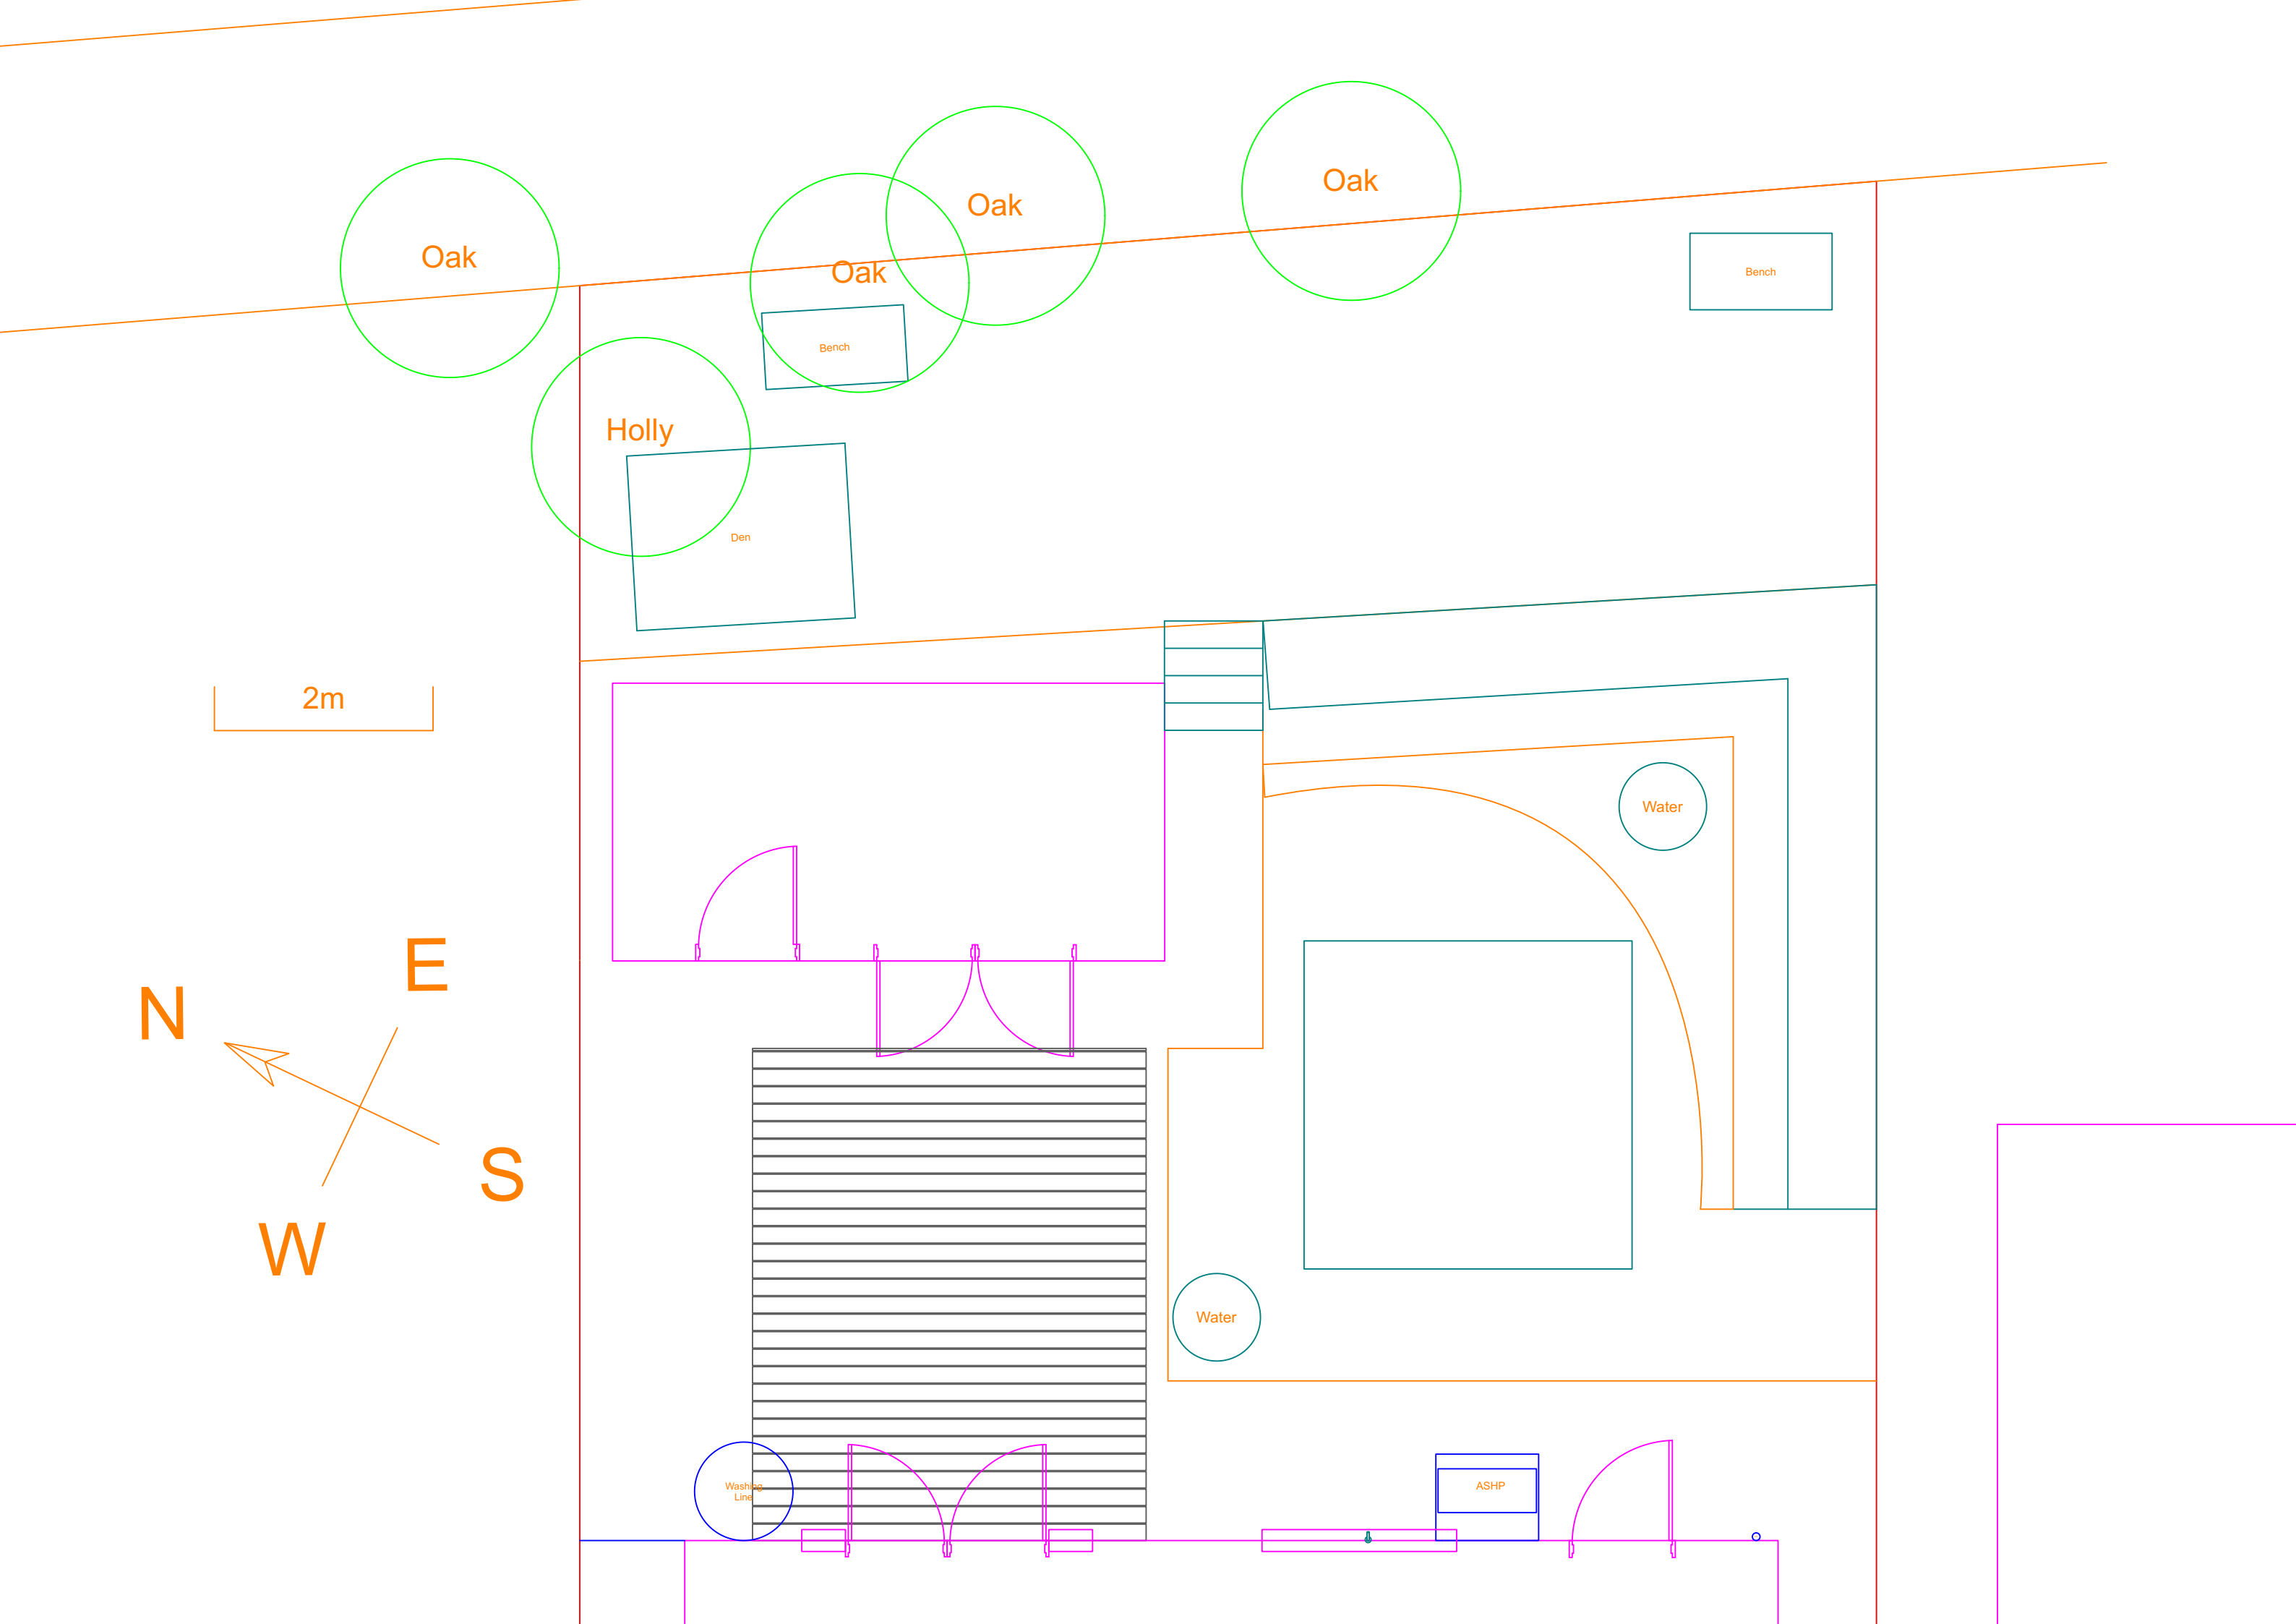 Oak
Oak
Oak
Oak
Bench
Bench
Holly
Den
2m
Water
E
N
S
W
Water
Washing
Line
ASHP